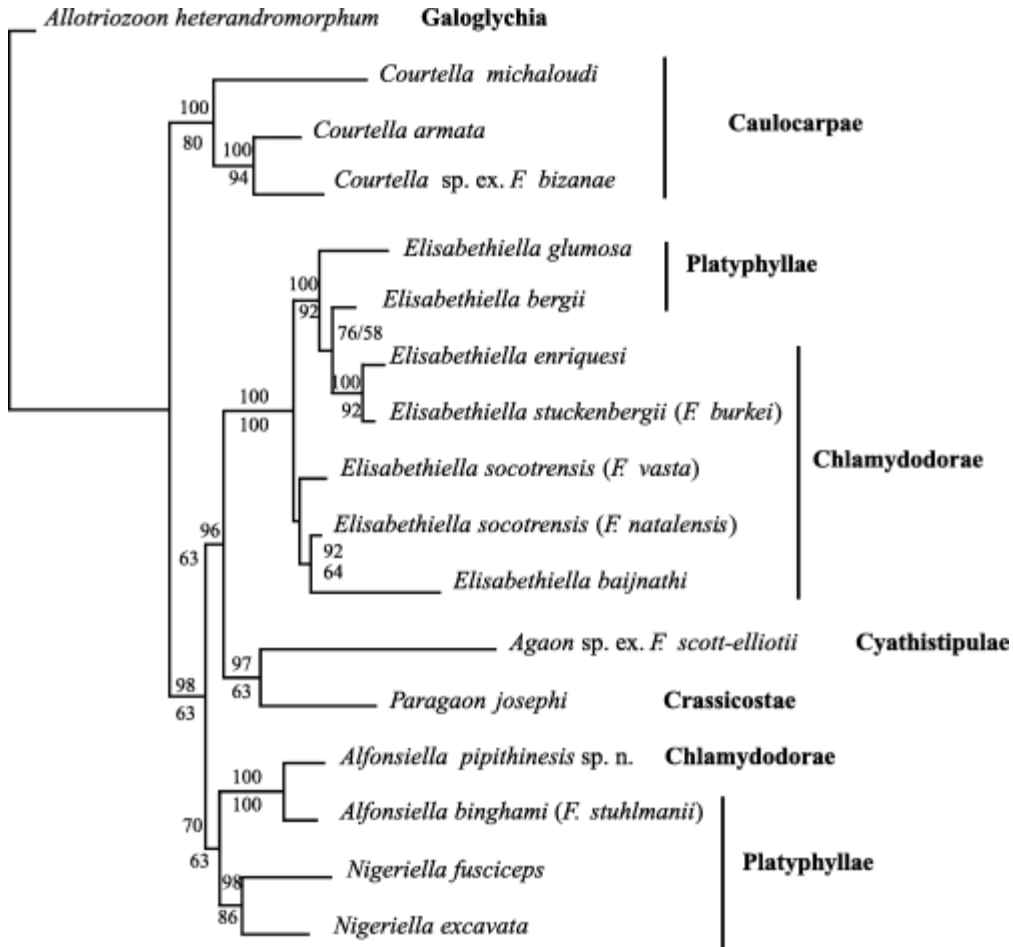 Allotriozoon heterandromorphum Galoglychia
Courtella michaloudi
100
Caulocarpae
Courtella armata
80
100
94
Courtella sp. ex. F. bizanae
Elisabethiella glumosa
Platyphyllae
100
92
Elisabethiella bergii
76/58
Elisabethiella enriquesi
100
100
92
Elisabethiella stuckenbergii (F. burkei)
100
Chlamydodorae
Elisabethiella socotrensis (F. vasta)
96
Elisabethiella socotrensis (F. natalensis)
63
92
64
Elisabethiella baijnathi
Agaon sp. ex. F. scott-elliotii Cyathistipulae
97
98
63
63
Paragaon josephi Crassicostae
Alfonsiella pipithinesis sp. n. Chlamydodorae
100
100
Alfonsiella binghami (F. stuhlmanii)
70
63
Platyphyllae
Nigeriella fusciceps
98
86
Nigeriella excavata